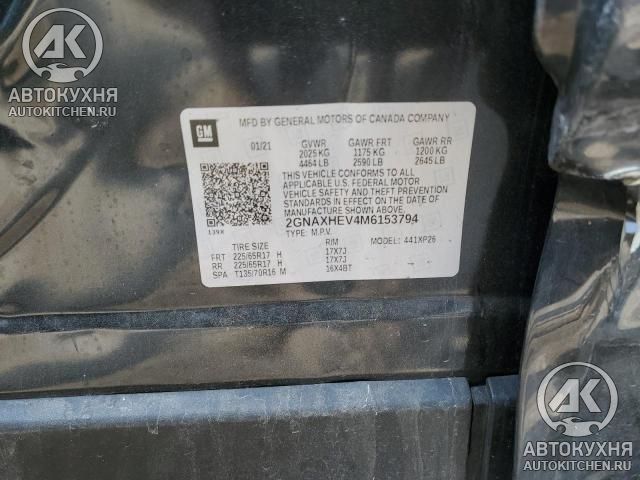 АК
АВТОКУХНЯ
AUTOKITCHEN.RU
GM
MFD BY GENERAL MOTORS OF CANADA COMPANY
01/21 GVWR GAWR FRT GAWR RR
2025 KG 1175 KG 1200 KG
4464 LB 2590 LB 2645 LB
THIS VEHICLE CONFORMS TO ALL
APPLICABLE U.S. FEDERAL MOTOR
VEHICLE SAFETY AND THEFT PREVENTION
STANDARDS IN EFFECT ON THE DATE OF
MANUFACTURE SHOWN ABOVE.
2GNAXHEV4M6153794
139X TYPE: M.P.V. MODEL: 441XP26
TIRE SIZE RIM
FRT 225/65R17 H 17X7J
RR 225/65R17 H 17X7J
SPA T135/70R16 M 16X4BT
АК
АВТОКУХНЯ
AUTOKITCHEN.RU